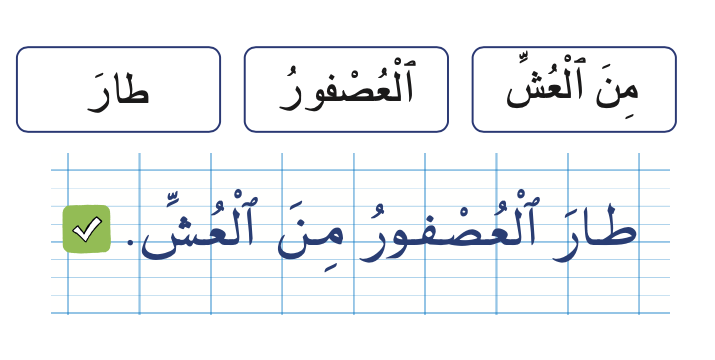 مِنَ ٱلْعُشِّ ٱلْعُصْفورُ طارَ
طارَ ٱلْعُصْفورُ مِنَ ٱلْعُشِّ.